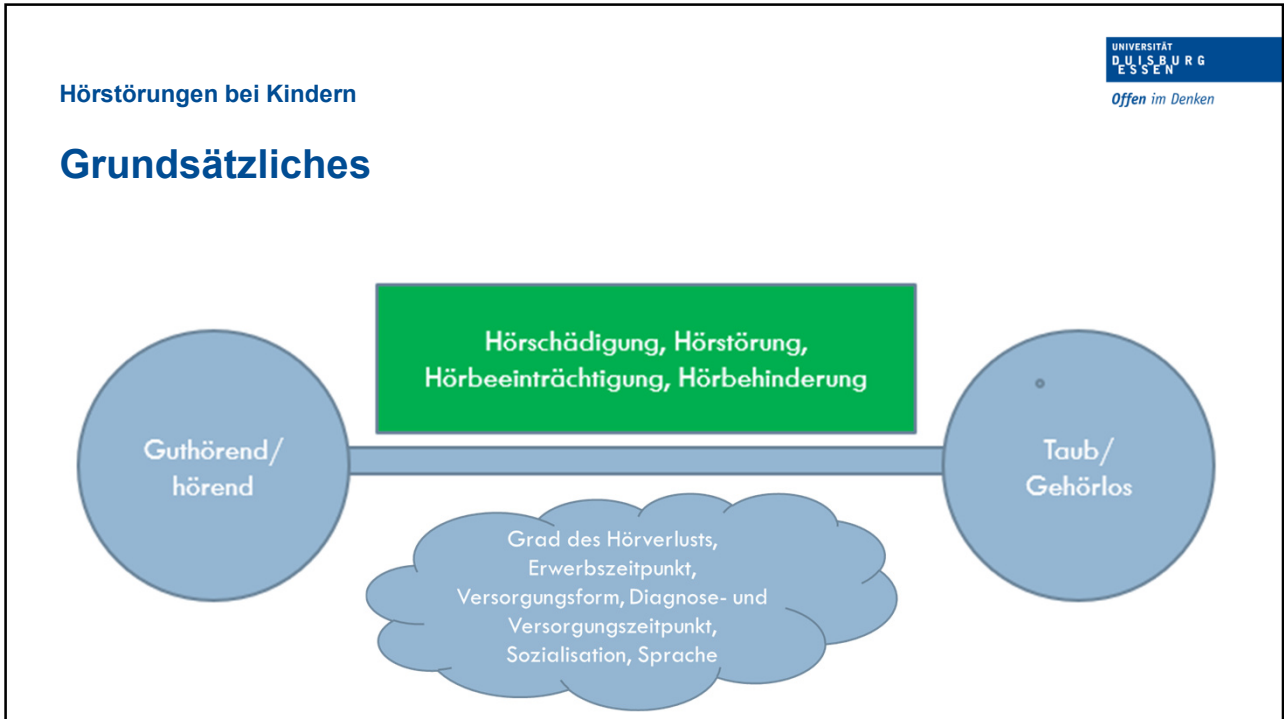 UNIVERSITÄT
DUISBURG
ESSEN
Offen im Denken
Hörstörungen bei Kindern
Grundsätzliches
Hörschädigung, Hörstörung,
Hörbeeinträchtigung, Hörbehinderung
Guthörend/
hörend
Taub/
Gehörlos
Grad des Hörverlusts,
Erwerbszeitpunkt,
Versorgungsform, Diagnose- und
Versorgungszeitpunkt,
Sozialisation, Sprache